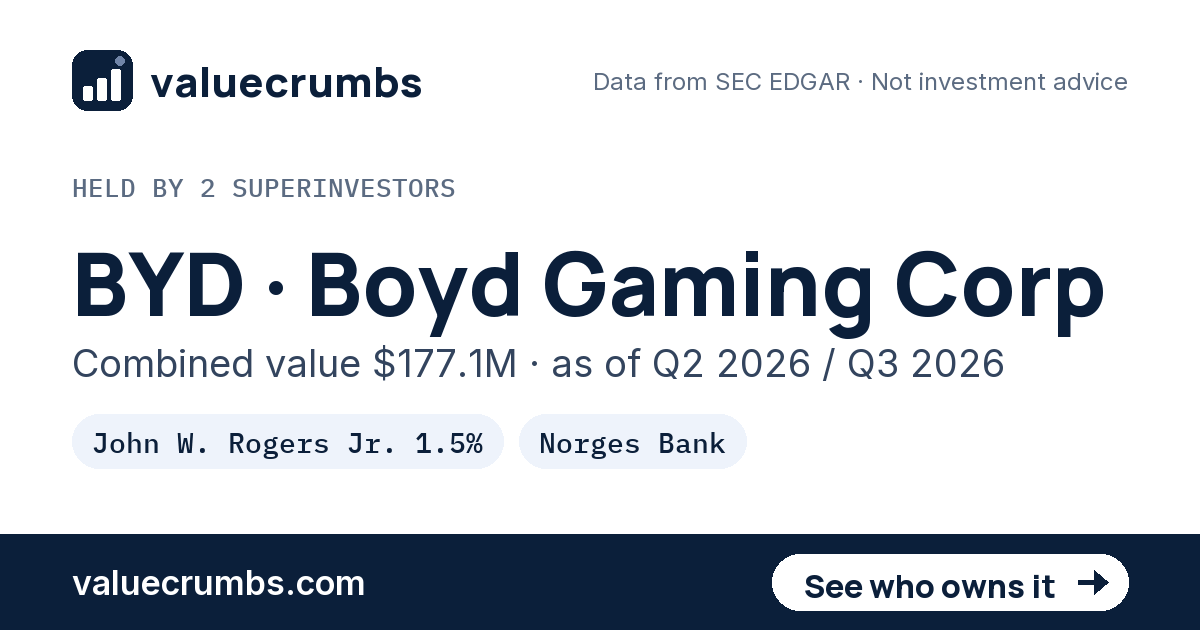 valuecrumbs
Data from SEC EDGAR · Not investment advice
HELD BY 2 SUPERINVESTORS
BYD · Boyd Gaming Corp
Combined value $177.1M · as of Q2 2026 / Q3 2026
John W. Rogers Jr. 1.5%
Norges Bank
valuecrumbs.com
See who owns it →